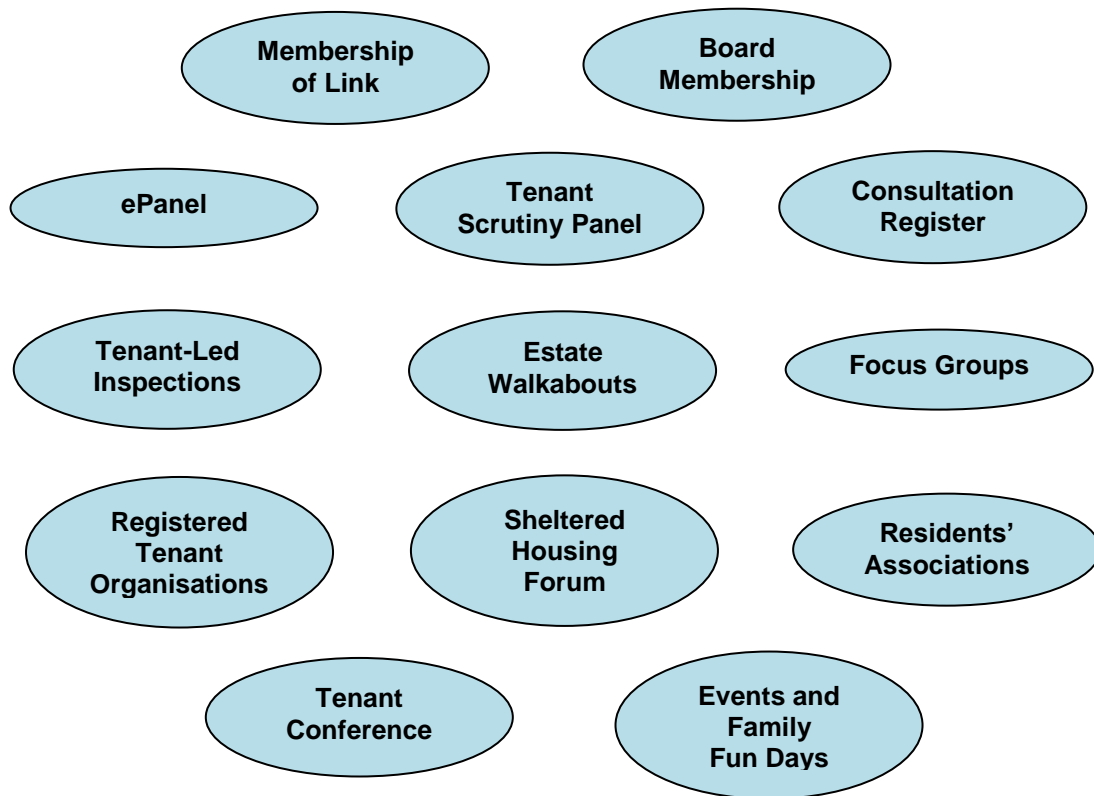 Membership
of Link
Board
Membership
ePanel
Tenant
Scrutiny Panel
Consultation
Register
Tenant-Led
Inspections
Estate
Walkabouts
Focus Groups
Registered
Tenant
Organisations
Sheltered
Housing
Forum
Residents’
Associations
Tenant
Conference
Events and
Family
Fun Days